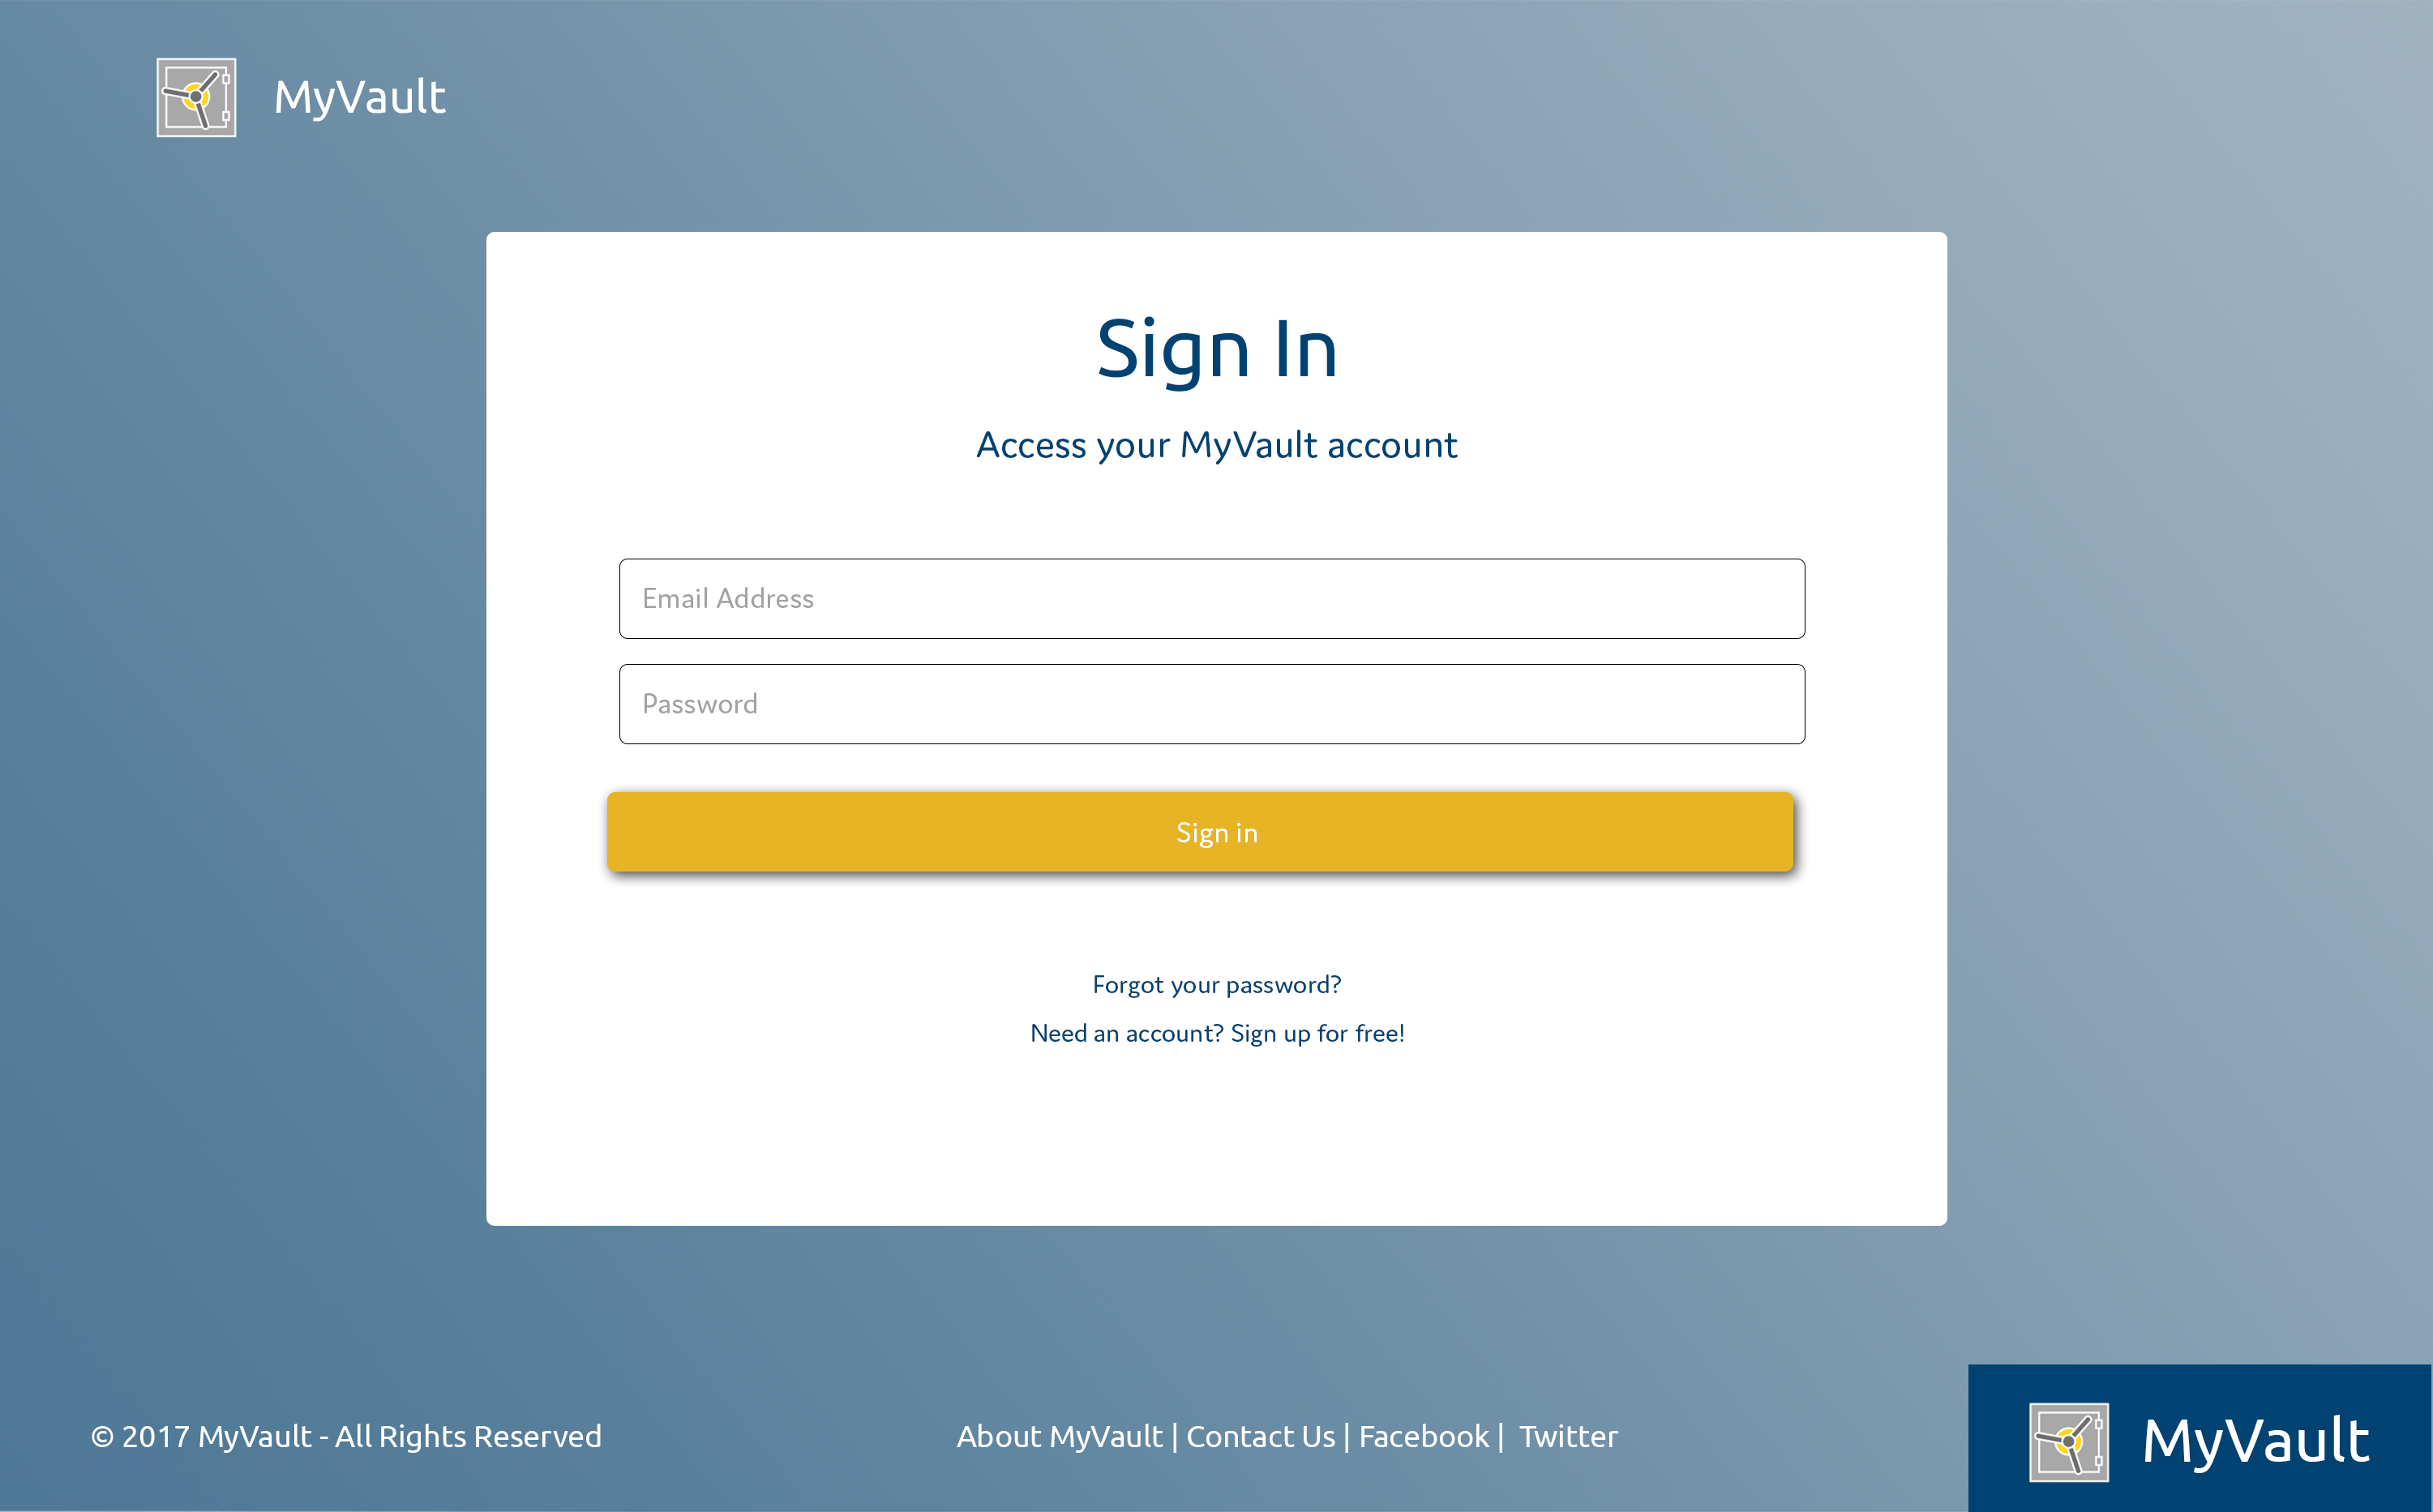 MyVault
Sign In
Access your MyVault account
Email Address
Password
Sign in
Forgot your password?
Need an account? Sign up for free!
© 2017 MyVault - All Rights Reserved
About MyVault | Contact Us | Facebook | Twitter
MyVault